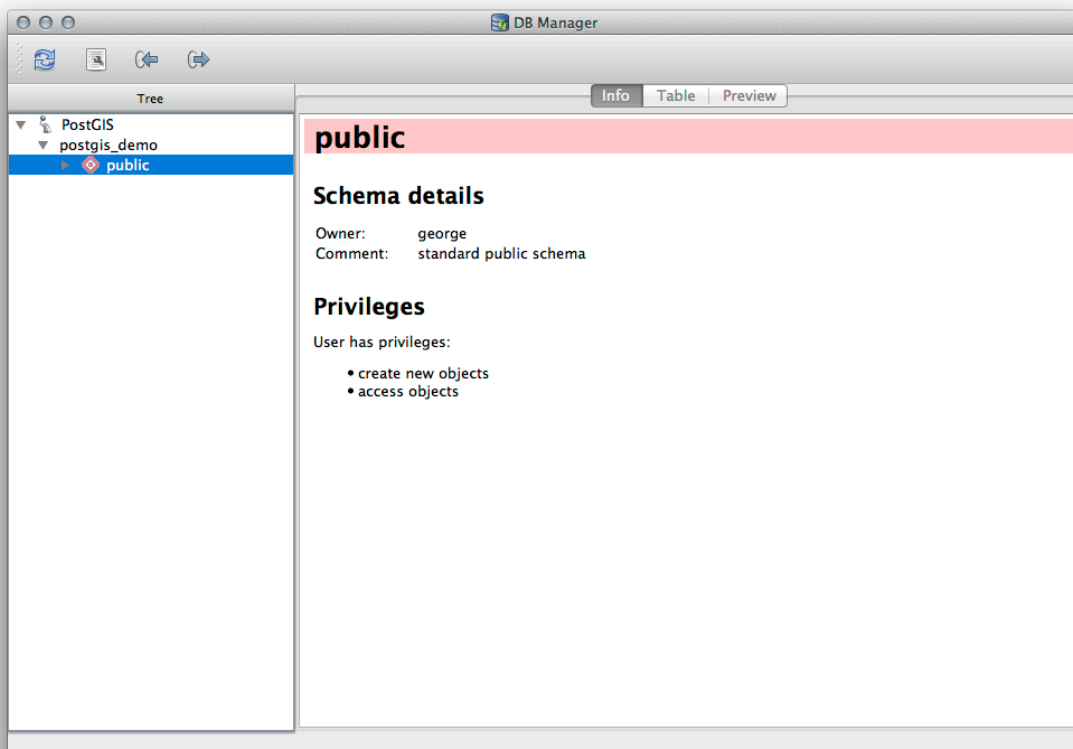 DB Manager
Tree
Info Table Preview
PostGIS
postgis_demo
public
public
Schema details
Owner: george
Comment: standard public schema
Privileges
User has privileges:
• create new objects
• access objects